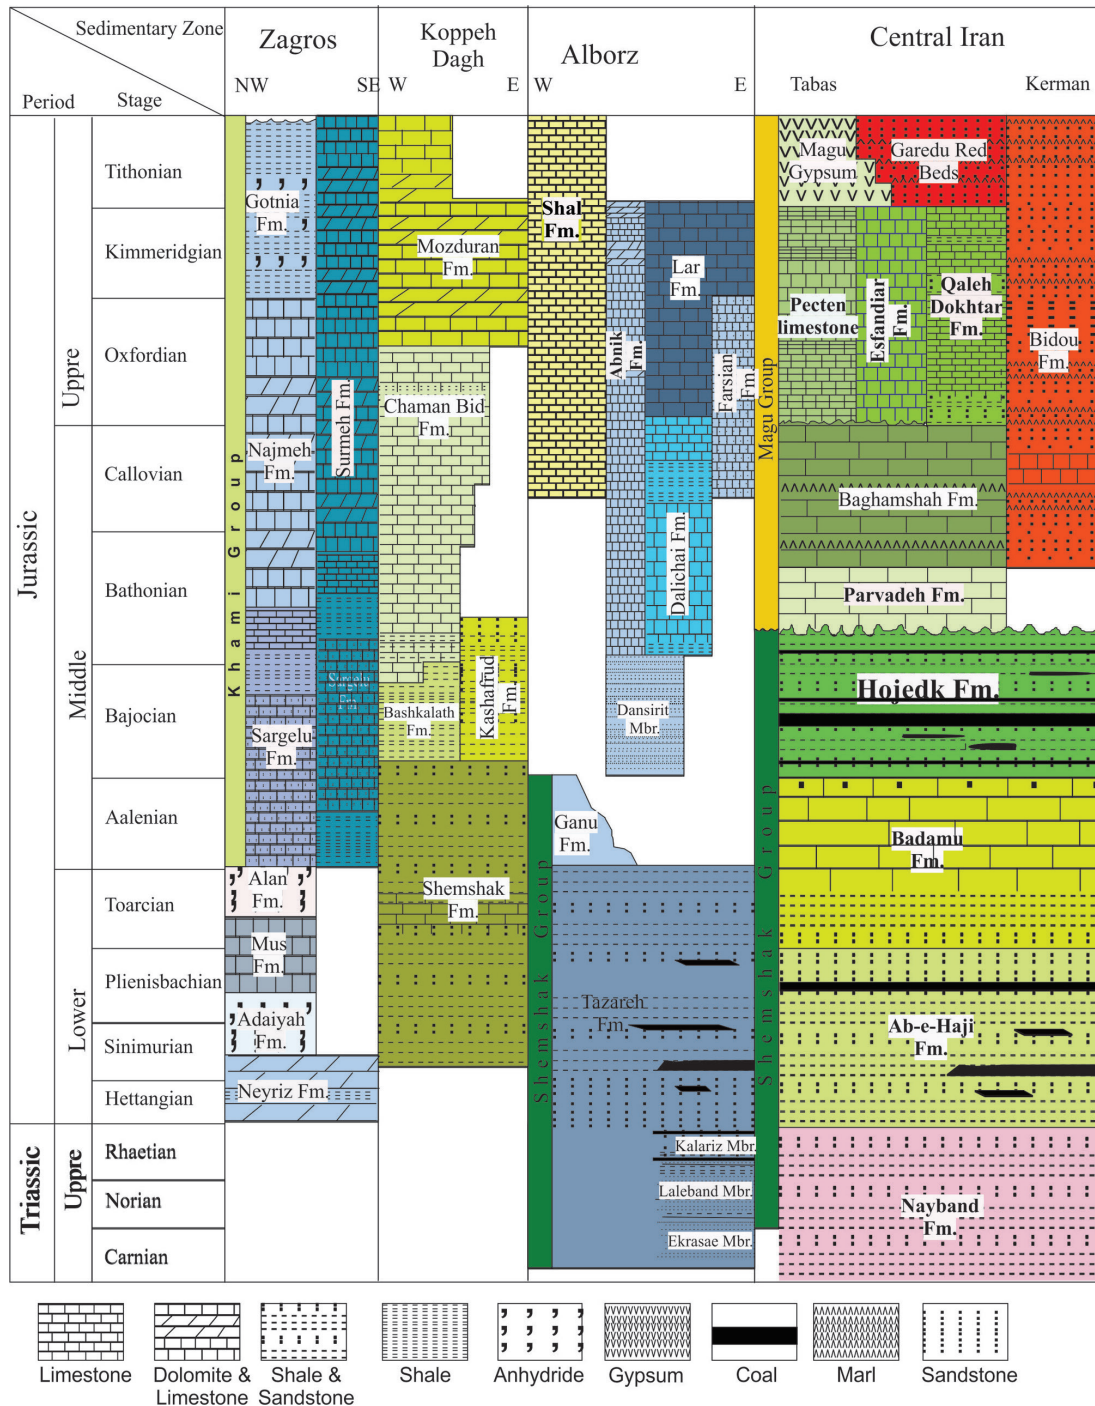 Sedimentary Zone
Period
Stage
Zagros
NW
SE
Koppeh
Dagh
W
E
Alborz
W
E
Central Iran
Tabas
Kerman
Jurassic
Uppre
Middle
Lower
Triassic
Uppre
Tithonian
Kimmeridgian
Oxfordian
Callovian
Bathonian
Bajocian
Aalenian
Toarcian
Plienisbachian
Sinimurian
Hettangian
Rhaetian
Norian
Carnian
Khami Group
Gotnia
Fm.
Najmeh
Fm.
Sargelu
Fm.
Alan
Fm.
Mus
Fm.
Adaiyah
Fm.
Neyriz Fm.
Surmeh Fm.
Sargelu
Fm
Mozduran
Fm.
Chaman Bid
Fm.
Bashkalath
Fm.
Kashafrud
Fm.
Shemshak
Fm.
Shal
Fm.
Abnik
Fm.
Lar
Fm.
Farsian
Fm.
Dalichai Fm.
Dansirit
Mbr.
Ganu
Fm.
Shemshak Group
Tazareh
Fm.
Kalariz Mbr.
Laleband Mbr.
Ekrasae Mbr.
Magu Group
Shemshak Group
Magu
Gypsum
Garedu Red
Beds
Pecten
limestone
Esfandiar
Fm.
Qaleh
Dokhtar
Fm.
Bidou
Fm.
Baghamshah Fm.
Parvadeh Fm.
Hojedk Fm.
Badamu
Fm.
Ab-e-Haji
Fm.
Nayband
Fm.
Limestone
Dolomite &
Limestone
Shale &
Sandstone
Shale
Anhydride
Gypsum
Coal
Marl
Sandstone